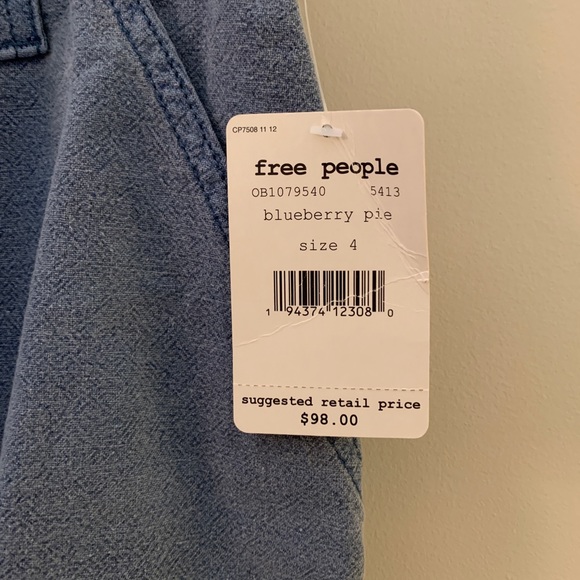 CP7508 11 12
free people
OB1079540 5413
blueberry pie
size 4
1 94374 12308 0
suggested retail price
$98.00